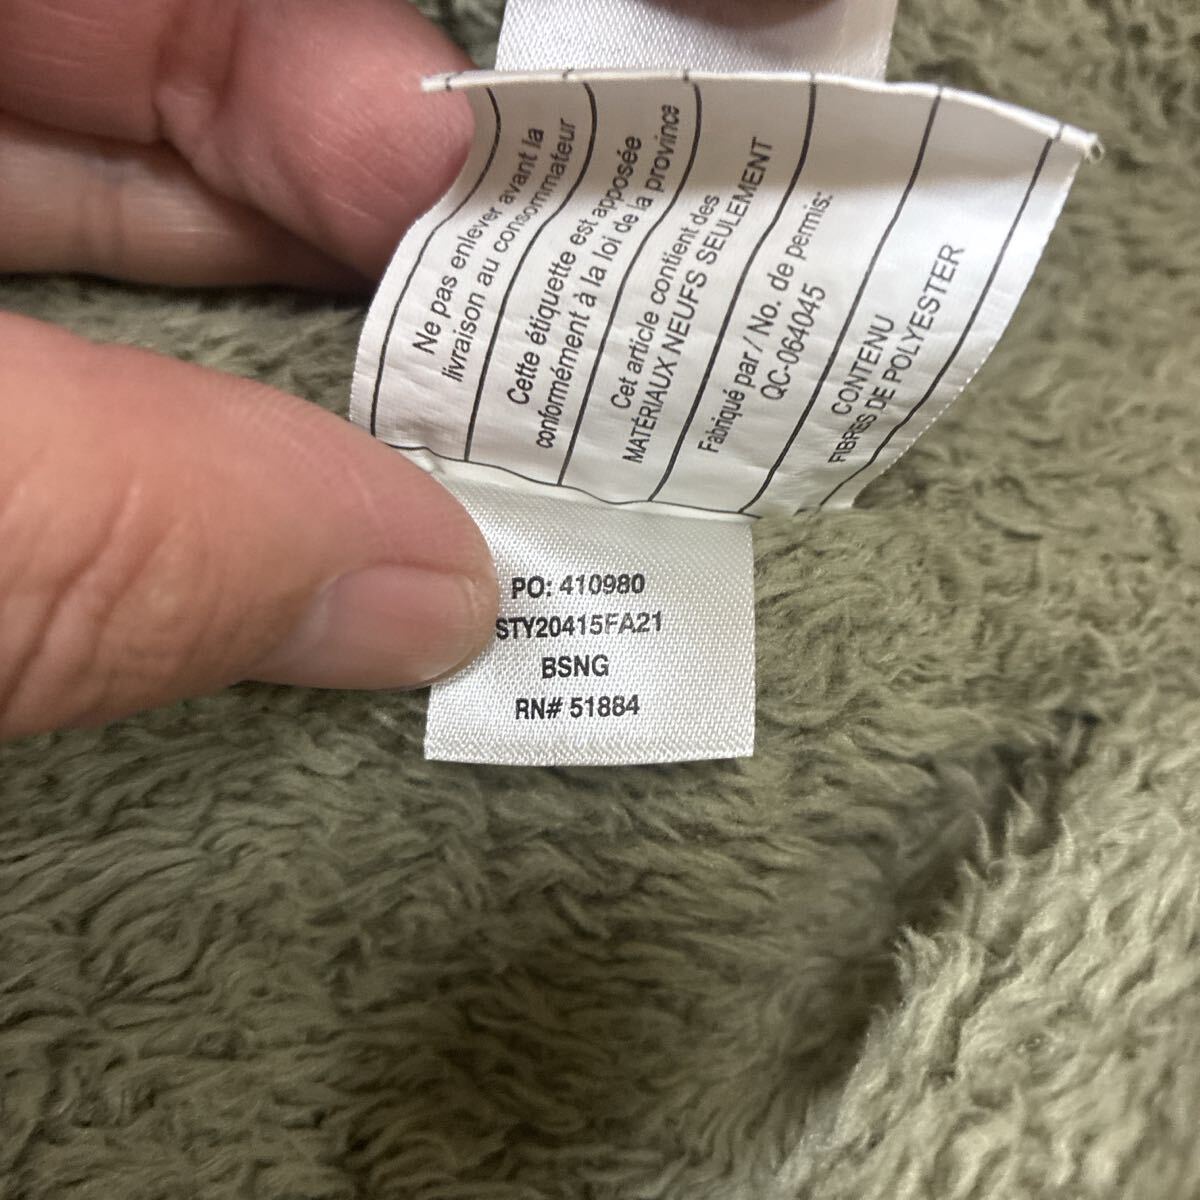 Ne pas enlever avant la
livraison au consommateur
Cette étiquette est apposée
conformément à la loi de la province
Cet article contient des
MATÉRIAUX NEUFS SEULEMENT
Fabriqué par / No. de permis:
QC-064045
CONTENU
FIBRES DE POLYESTER
PO: 410980
STY20415FA21
BSNG
RN# 51884